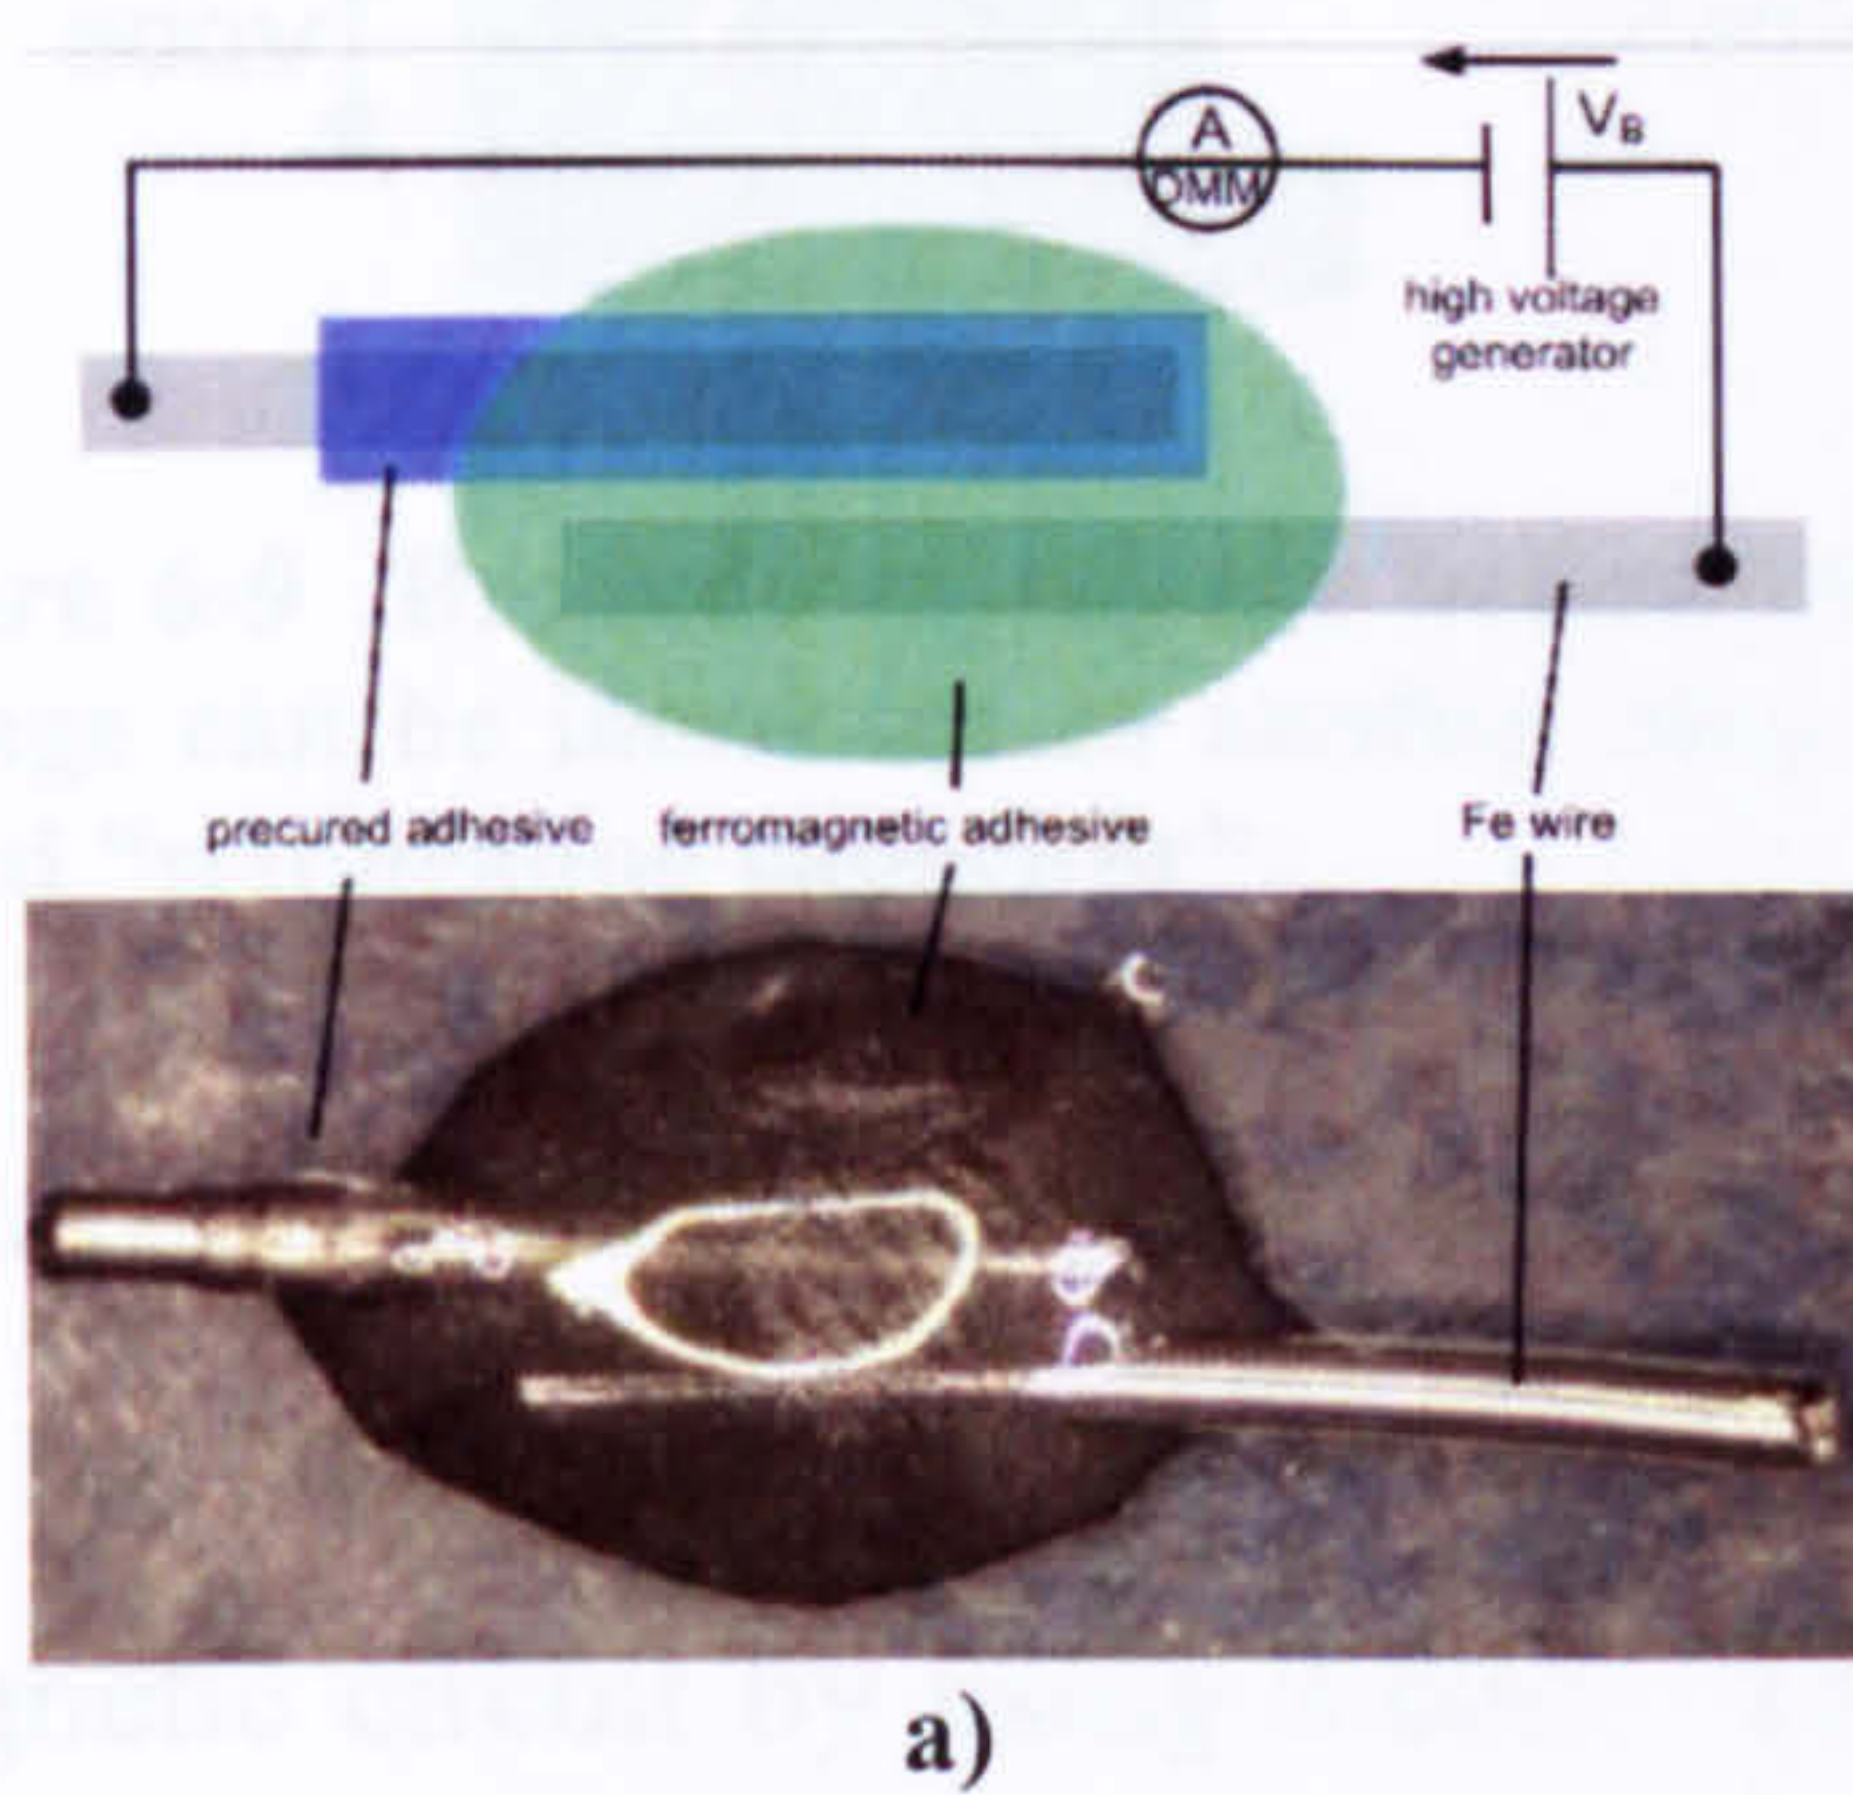 A
OMM
V_B
high voltage
generator
precured adhesive
ferromagnetic adhesive
Fe wire
a)